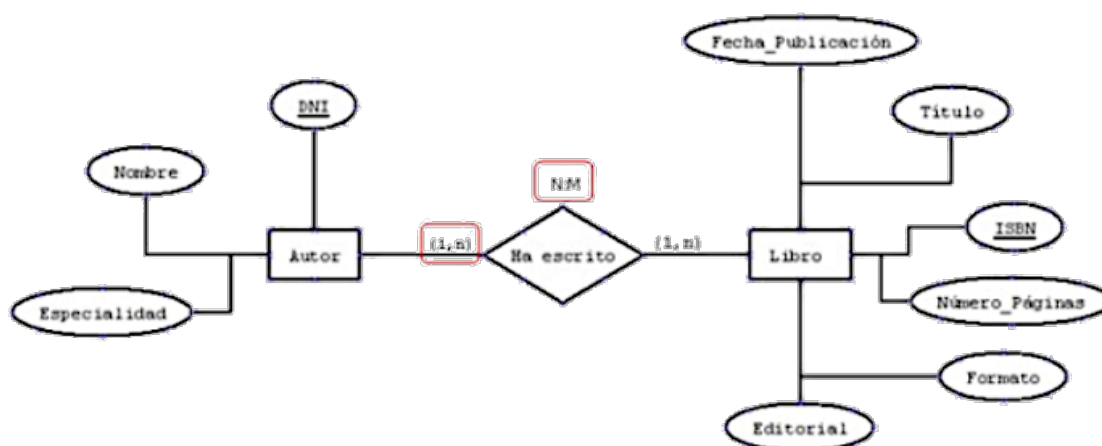 Fecha_Publicación
DNI
Título
Nombre
N:M
ISBN
(1,n)
(1,n)
Autor
Ha escrito
Libro
Número_Páginas
Especialidad
Formato
Editorial